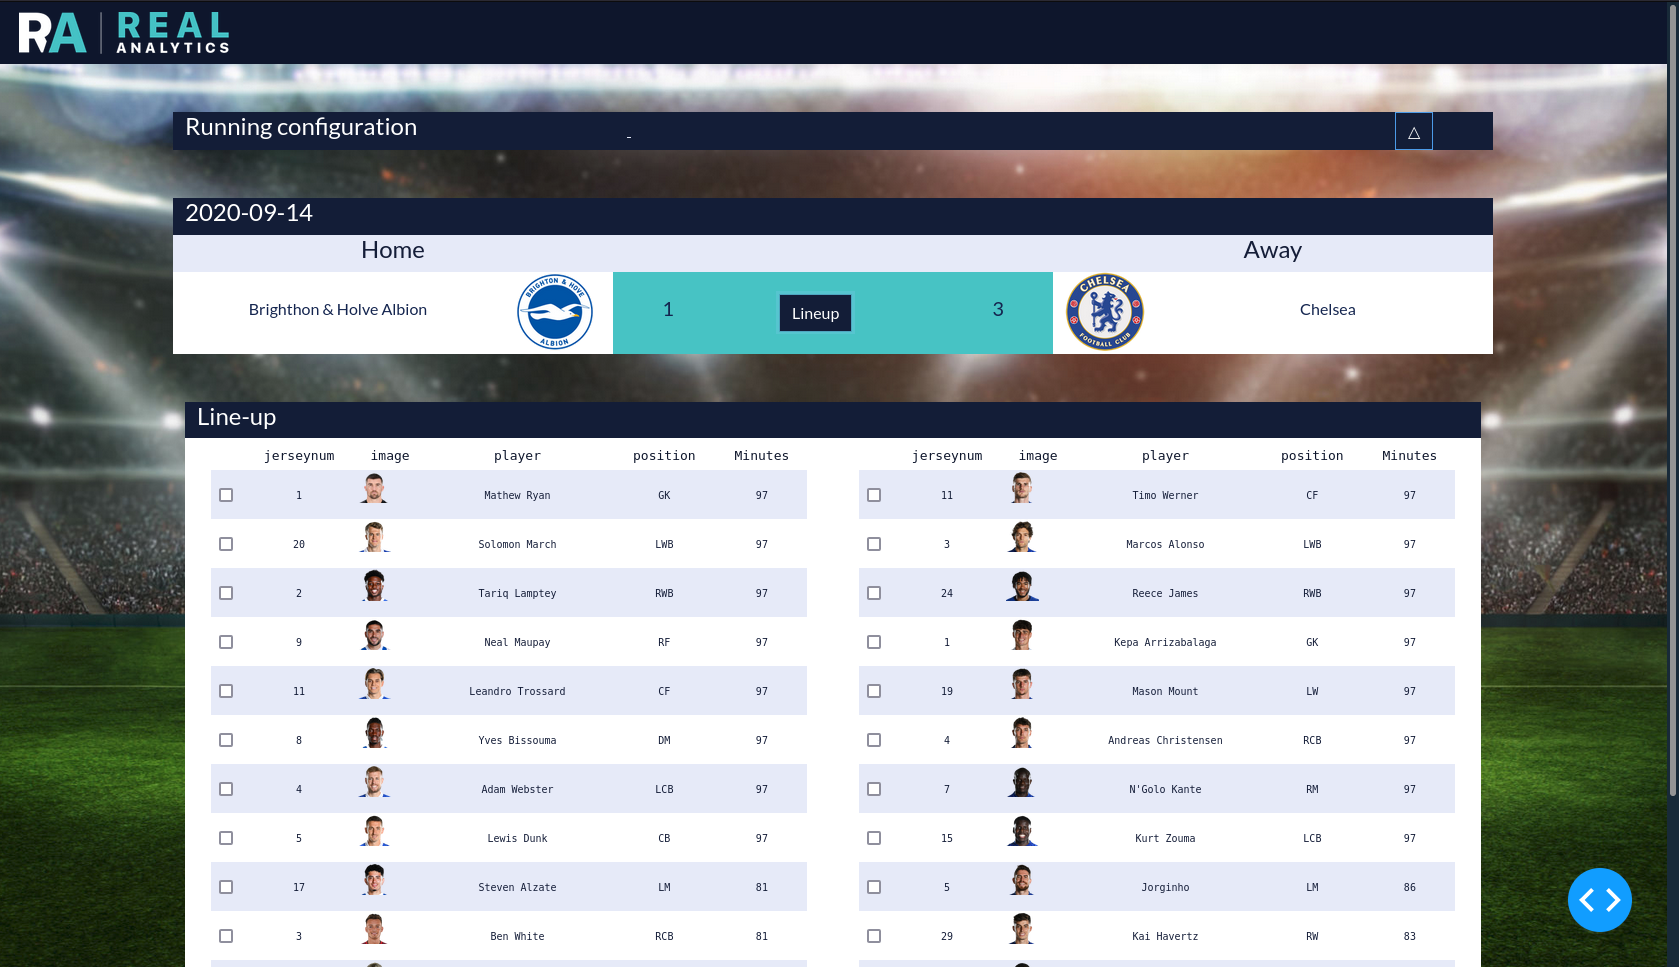 RA REAL
ANALYTICS
Running configuration - △
2020-09-14
Home Away
Brighthon & Holve Albion BRIGHTON & HOVE ALBION 1 Lineup 3 CHELSEA FOOTBALL CLUB Chelsea
Line-up
jerseynum image player position Minutes jerseynum image player position Minutes
1 Mathew Ryan GK 97 11 Timo Werner CF 97
20 Solomon March LWB 97 3 Marcos Alonso LWB 97
2 Tariq Lamptey RWB 97 24 Reece James RWB 97
9 Neal Maupay RF 97 1 Kepa Arrizabalaga GK 97
11 Leandro Trossard CF 97 19 Mason Mount LW 97
8 Yves Bissouma DM 97 4 Andreas Christensen RCB 97
4 Adam Webster LCB 97 7 N'Golo Kante RM 97
5 Lewis Dunk CB 97 15 Kurt Zouma LCB 97
17 Steven Alzate LM 81 5 Jorginho LM 86
3 Ben White RCB 81 29 Kai Havertz RW 83